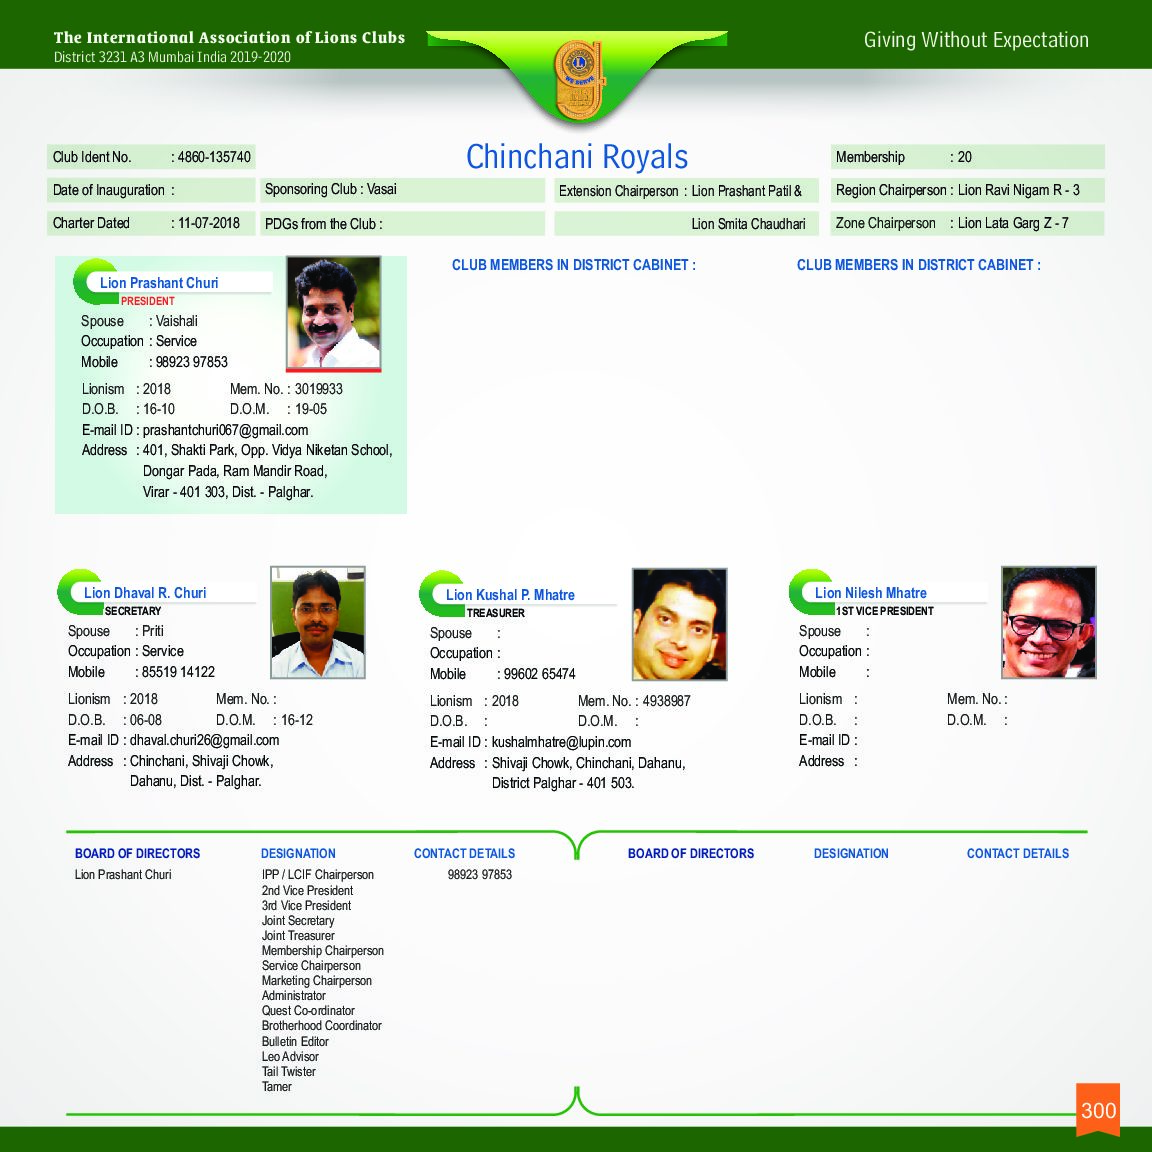 The International Association of Lions Clubs
District 3231 A3 Mumbai India 2019-2020
Giving Without Expectation
L
WE SERVE
Chinchani Royals
Club Ident No. : 4860-135740
Membership : 20
Date of Inauguration :
Sponsoring Club : Vasai
Extension Chairperson : Lion Prashant Patil &
Region Chairperson : Lion Ravi Nigam R - 3
Charter Dated : 11-07-2018
PDGs from the Club :
Lion Smita Chaudhari
Zone Chairperson : Lion Lata Garg Z - 7
Lion Prashant Churi
PRESIDENT
Spouse : Vaishali
Occupation : Service
Mobile : 98923 97853
Lionism : 2018 Mem. No. : 3019933
D.O.B. : 16-10 D.O.M. : 19-05
E-mail ID : prashantchuri067@gmail.com
Address : 401, Shakti Park, Opp. Vidya Niketan School,
Dongar Pada, Ram Mandir Road,
Virar - 401 303, Dist. - Palghar.
CLUB MEMBERS IN DISTRICT CABINET :
CLUB MEMBERS IN DISTRICT CABINET :
Lion Dhaval R. Churi
SECRETARY
Spouse : Priti
Occupation : Service
Mobile : 85519 14122
Lionism : 2018 Mem. No. :
D.O.B. : 06-08 D.O.M. : 16-12
E-mail ID : dhaval.churi26@gmail.com
Address : Chinchani, Shivaji Chowk,
Dahanu, Dist. - Palghar.
Lion Kushal P. Mhatre
TREASURER
Spouse :
Occupation :
Mobile : 99602 65474
Lionism : 2018 Mem. No. : 4938987
D.O.B. : D.O.M. :
E-mail ID : kushalmhatre@lupin.com
Address : Shivaji Chowk, Chinchani, Dahanu,
District Palghar - 401 503.
Lion Nilesh Mhatre
1ST VICE PRESIDENT
Spouse :
Occupation :
Mobile :
Lionism : Mem. No. :
D.O.B. : D.O.M. :
E-mail ID :
Address :
BOARD OF DIRECTORS DESIGNATION CONTACT DETAILS
Lion Prashant Churi IPP / LCIF Chairperson 98923 97853
2nd Vice President
3rd Vice President
Joint Secretary
Joint Treasurer
Membership Chairperson
Service Chairperson
Marketing Chairperson
Administrator
Quest Co-ordinator
Brotherhood Coordinator
Bulletin Editor
Leo Advisor
Tail Twister
Tamer
BOARD OF DIRECTORS DESIGNATION CONTACT DETAILS
300